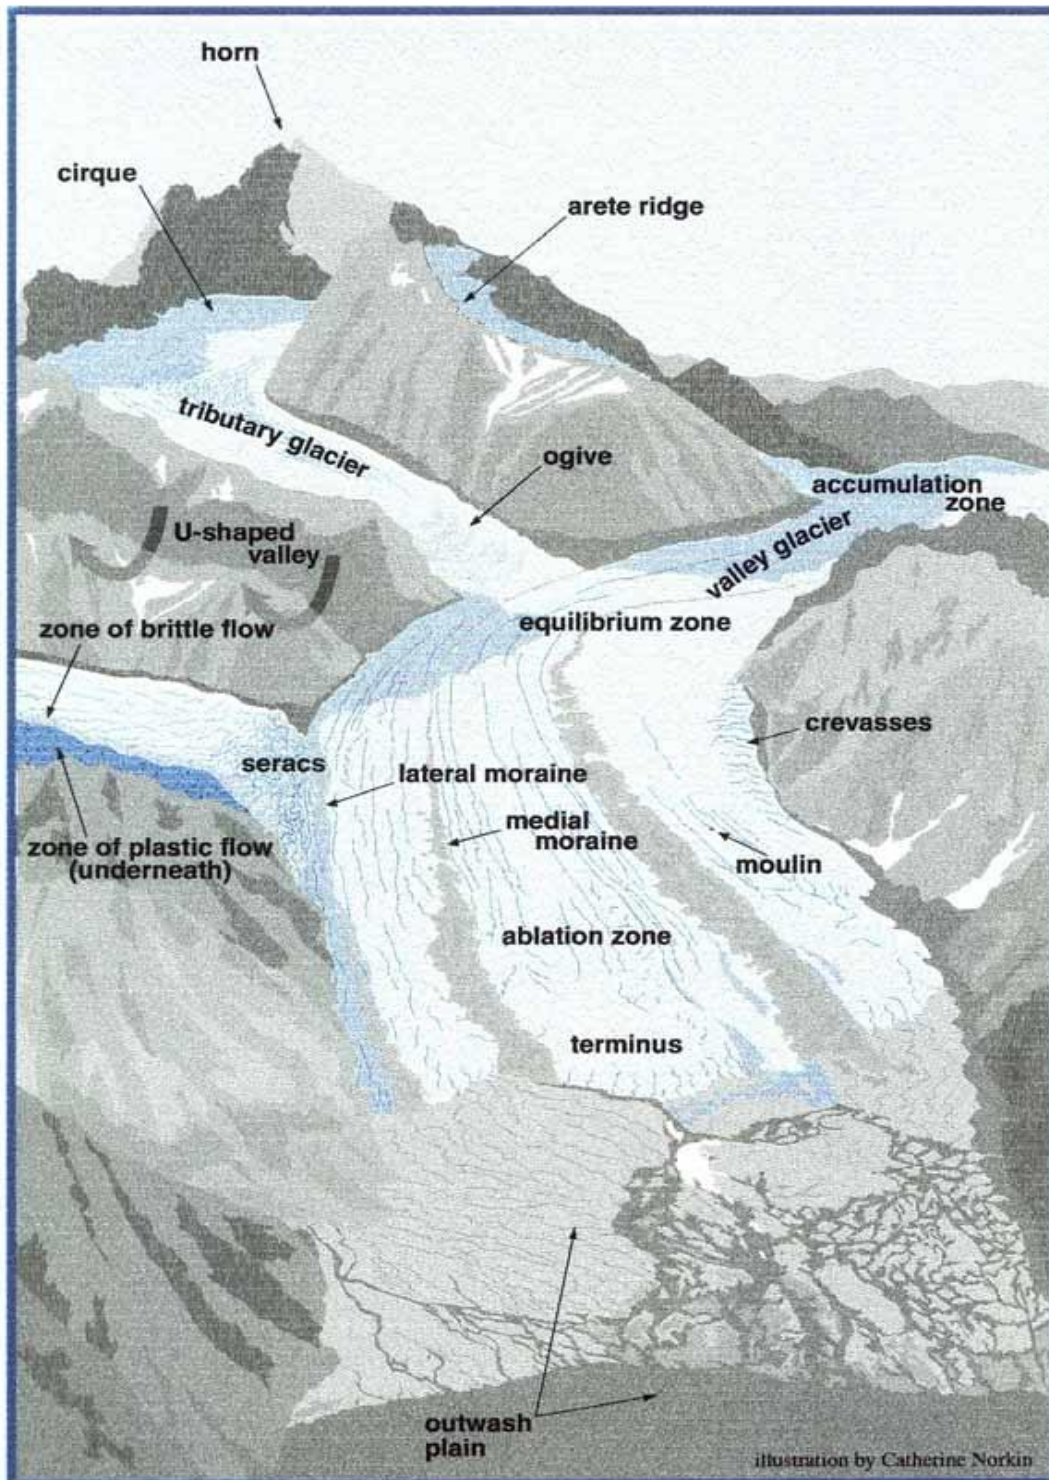 horn
cirque
arete ridge
tributary glacier
ogive
accumulation
zone
valley glacier
U-shaped
valley
equilibrium zone
zone of brittle flow
crevasses
seracs
lateral moraine
medial
moraine
moulin
zone of plastic flow
(underneath)
ablation zone
terminus
outwash
plain
illustration by Catherine Norkin